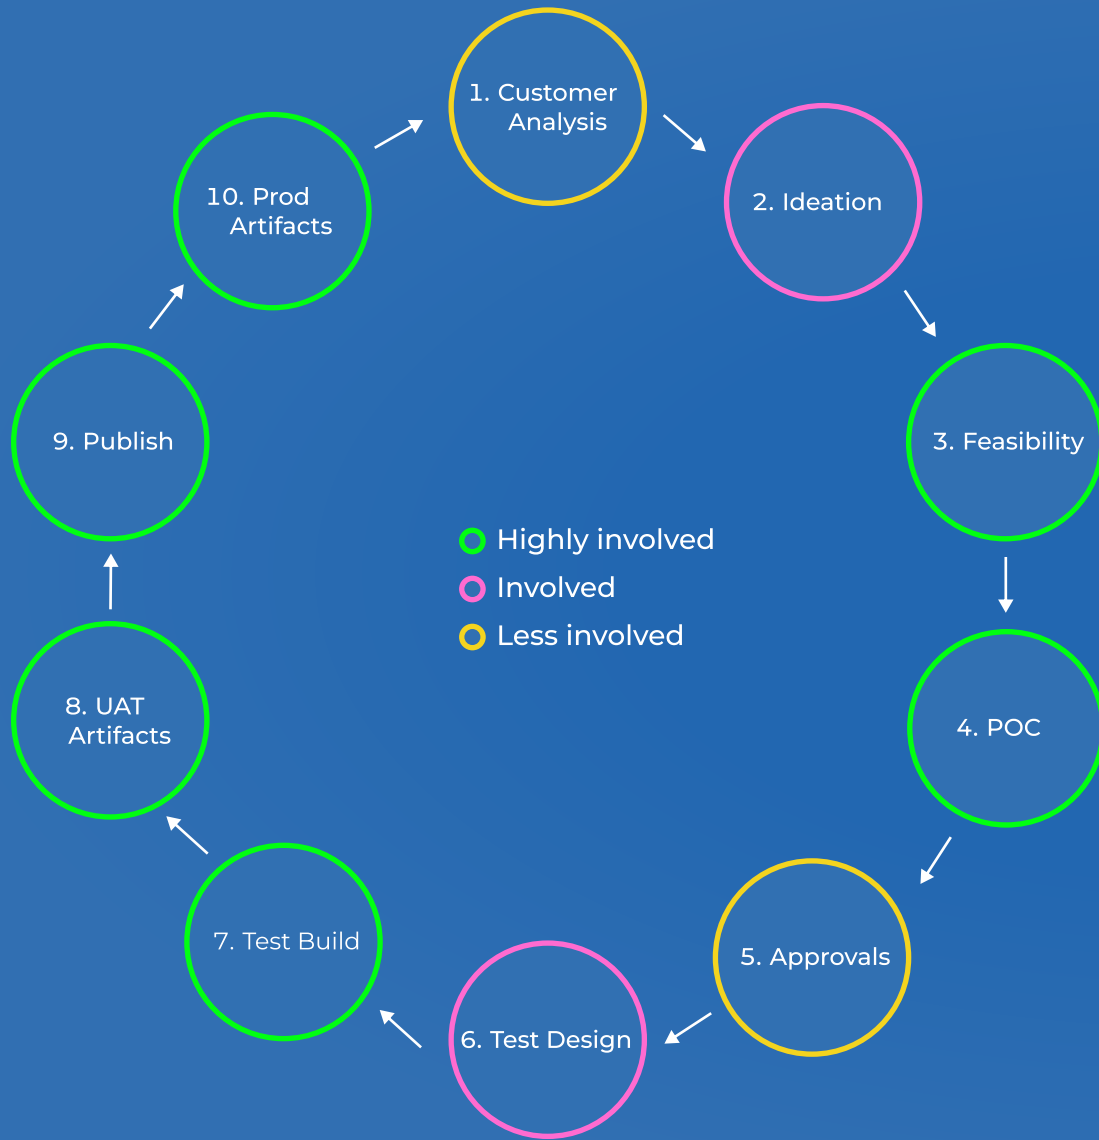 1. Customer
Analysis
2. Ideation
3. Feasibility
4. POC
5. Approvals
6. Test Design
7. Test Build
8. UAT
Artifacts
9. Publish
10. Prod
Artifacts
Highly involved
Involved
Less involved